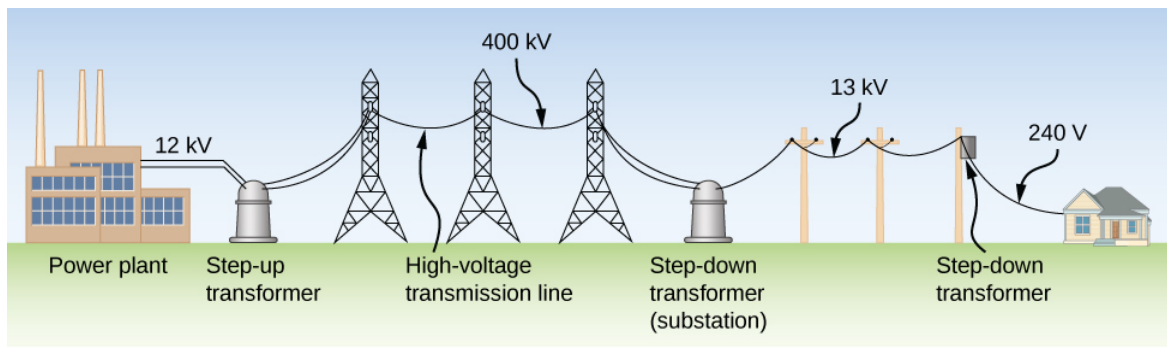 400 kV
13 kV
12 kV
240 V
Power plant
Step-up
transformer
High-voltage
transmission line
Step-down
transformer
(substation)
Step-down
transformer